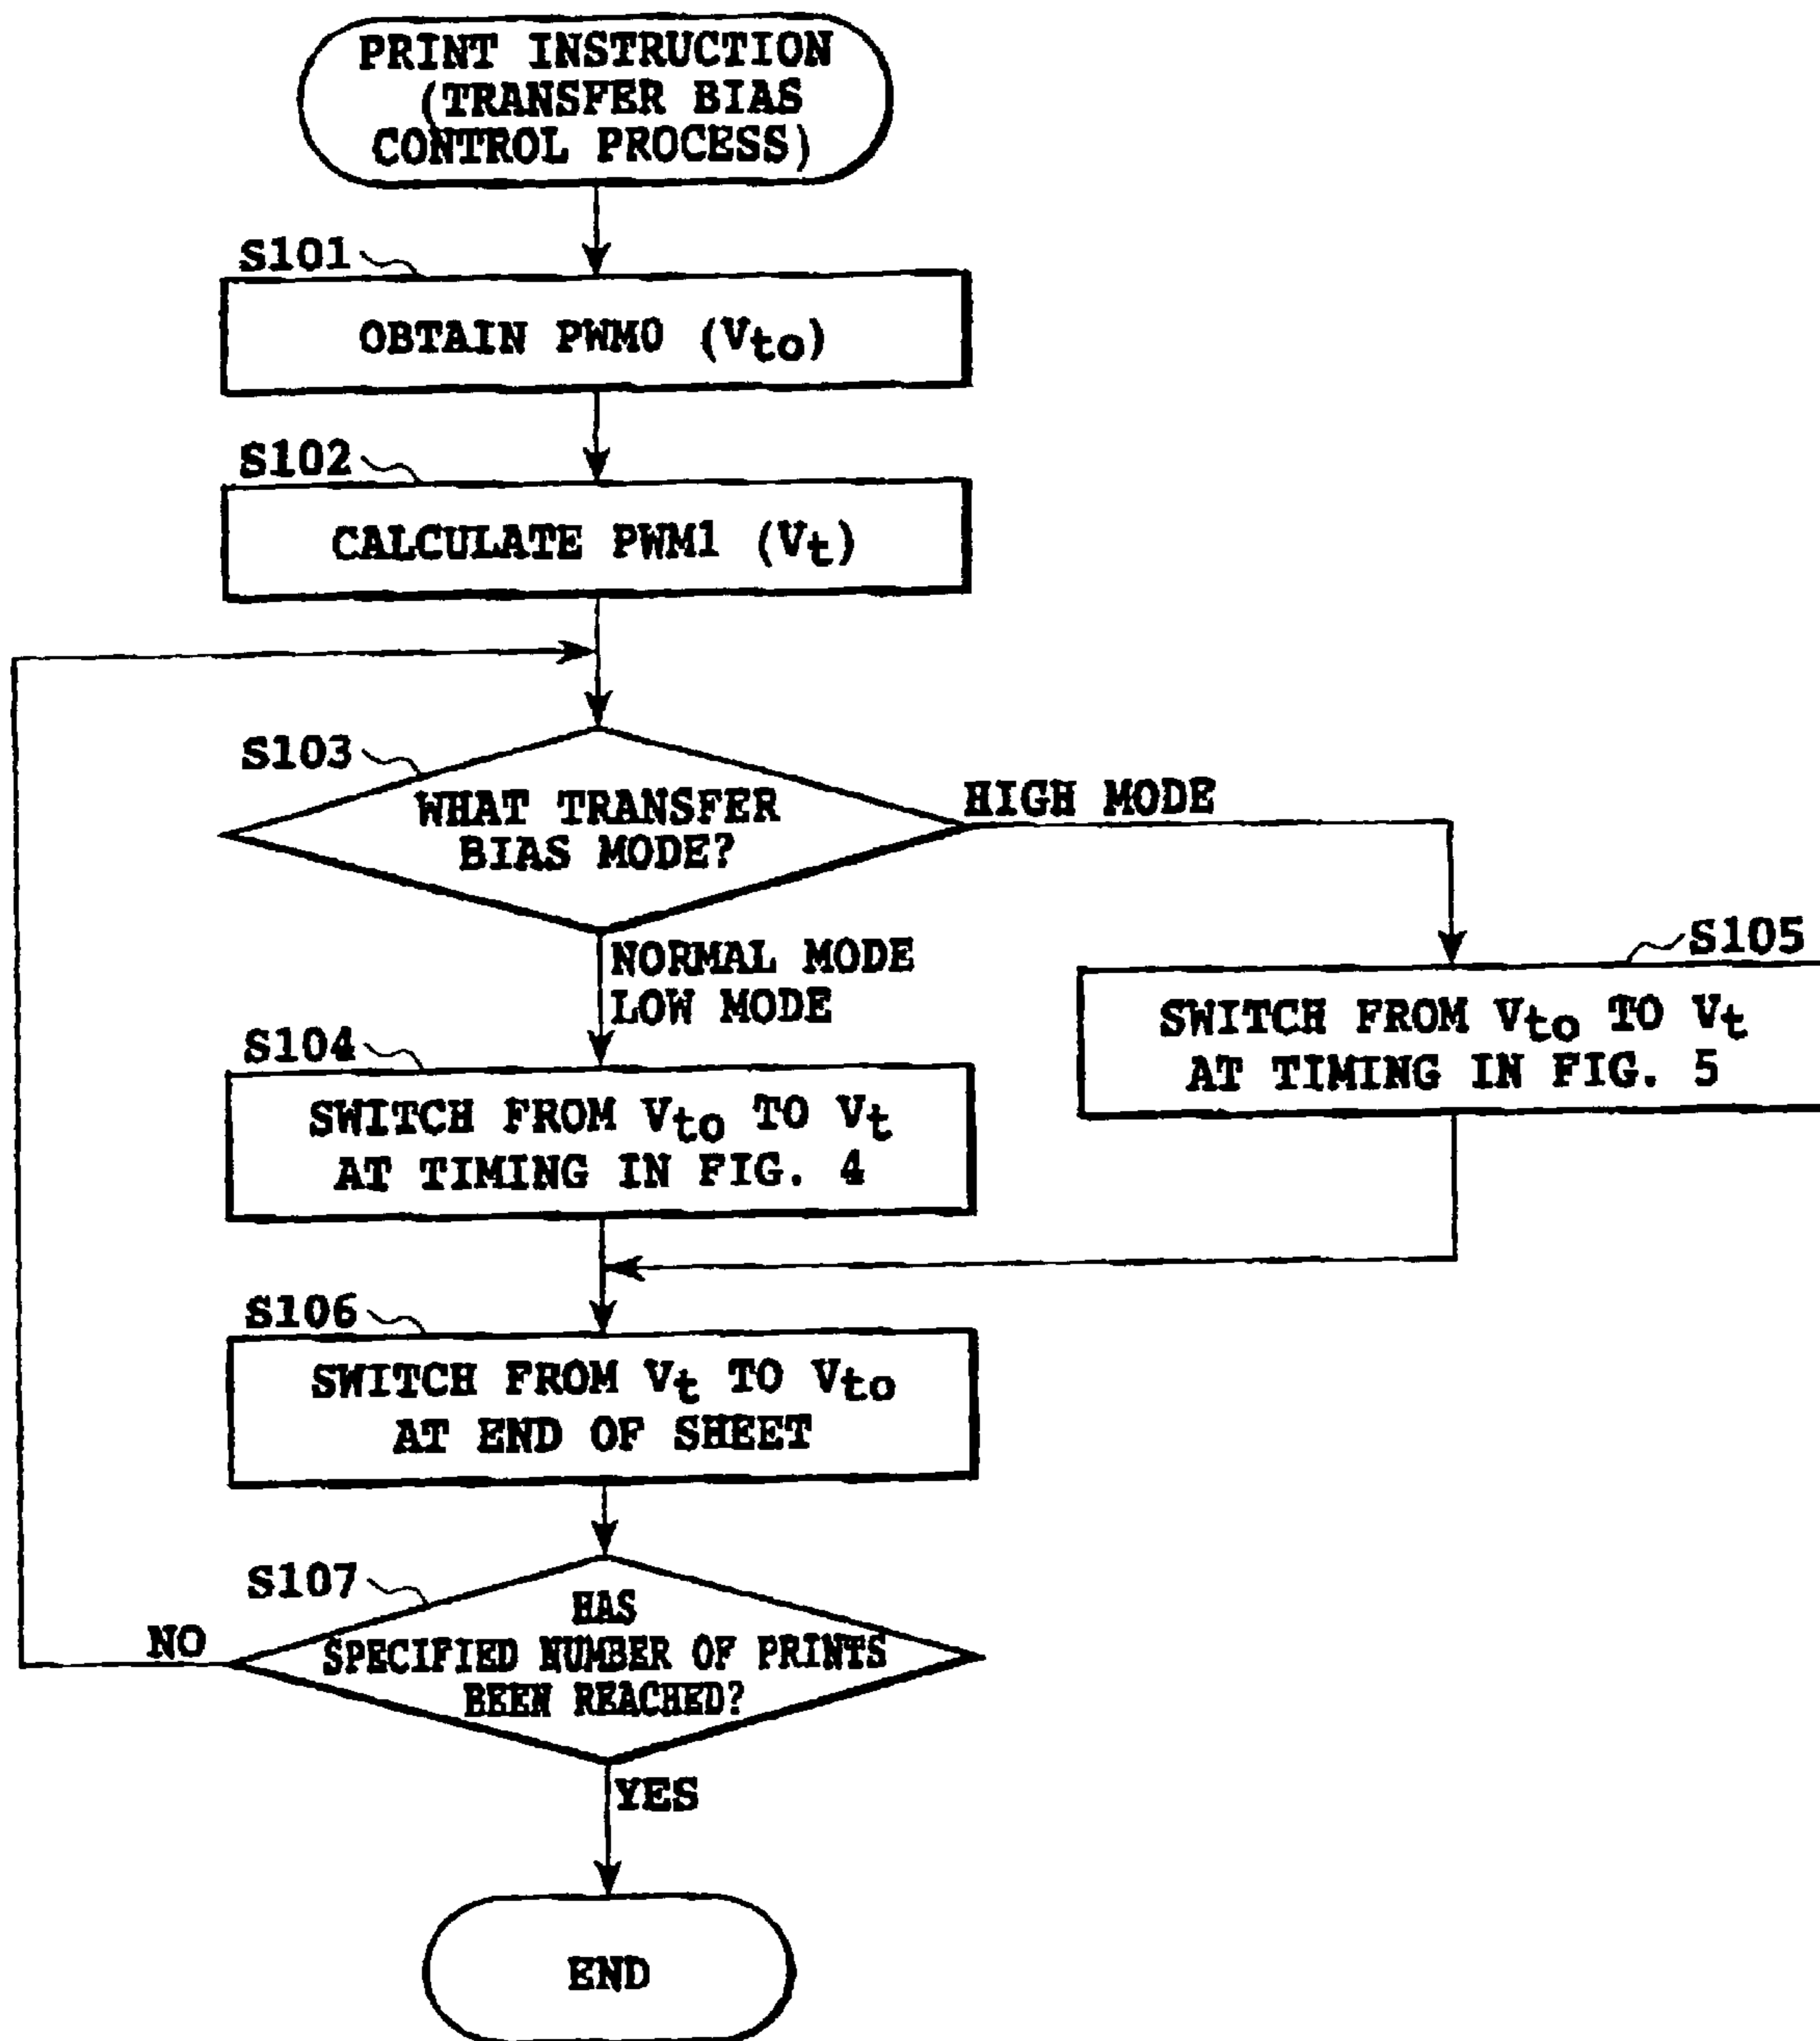 PRINT INSTRUCTION
(TRANSFER BIAS
CONTROL PROCESS)
S101
OBTAIN PWM0 (Vto)
S102
CALCULATE PWM1 (Vt)
S103
WHAT TRANSFER
BIAS MODE?
HIGH MODE
NORMAL MODE
LOW MODE
S105
SWITCH FROM Vto TO Vt
AT TIMING IN FIG. 5
S104
SWITCH FROM Vto TO Vt
AT TIMING IN FIG. 4
S106
SWITCH FROM Vt TO Vto
AT END OF SHEET
S107
HAS
SPECIFIED NUMBER OF PRINTS
BEEN REACHED?
NO
YES
END